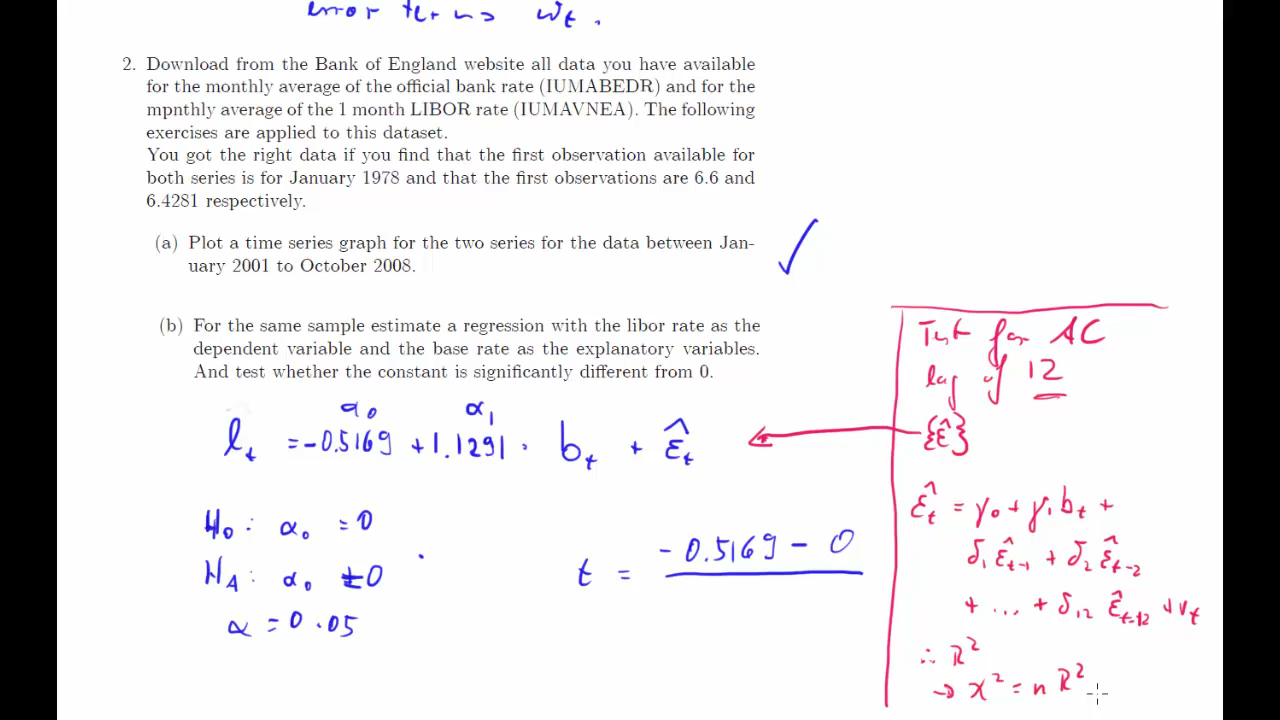 error terms wt.
2. Download from the Bank of England website all data you have available
for the monthly average of the official bank rate (IUMABEDR) and for the
mpnthly average of the 1 month LIBOR rate (IUMAVNEA). The following
exercises are applied to this dataset.
You got the right data if you find that the first observation available for
both series is for January 1978 and that the first observations are 6.6 and
6.4281 respectively.
(a) Plot a time series graph for the two series for the data between Jan-
uary 2001 to October 2008.
(b) For the same sample estimate a regression with the libor rate as the
dependent variable and the base rate as the explanatory variables.
And test whether the constant is significantly different from 0.
α₀ α₁
lₜ = -0.5169 + 1.1291 · bₜ + ε̂ₜ
H₀ : α₀ = 0
H_A : α₀ ≠ 0
α = 0.05
t = -0.5169 - 0
Test for AC
lag of 12
{ε̂}
ε̂ₜ = γ₀ + γ₁ bₜ +
δ₁ ε̂ₜ₋₁ + δ₂ ε̂ₜ₋₂
+ ... + δ₁₂ ε̂ₜ₋₁₂ + vₜ
∴ R²
→ χ² = n R²